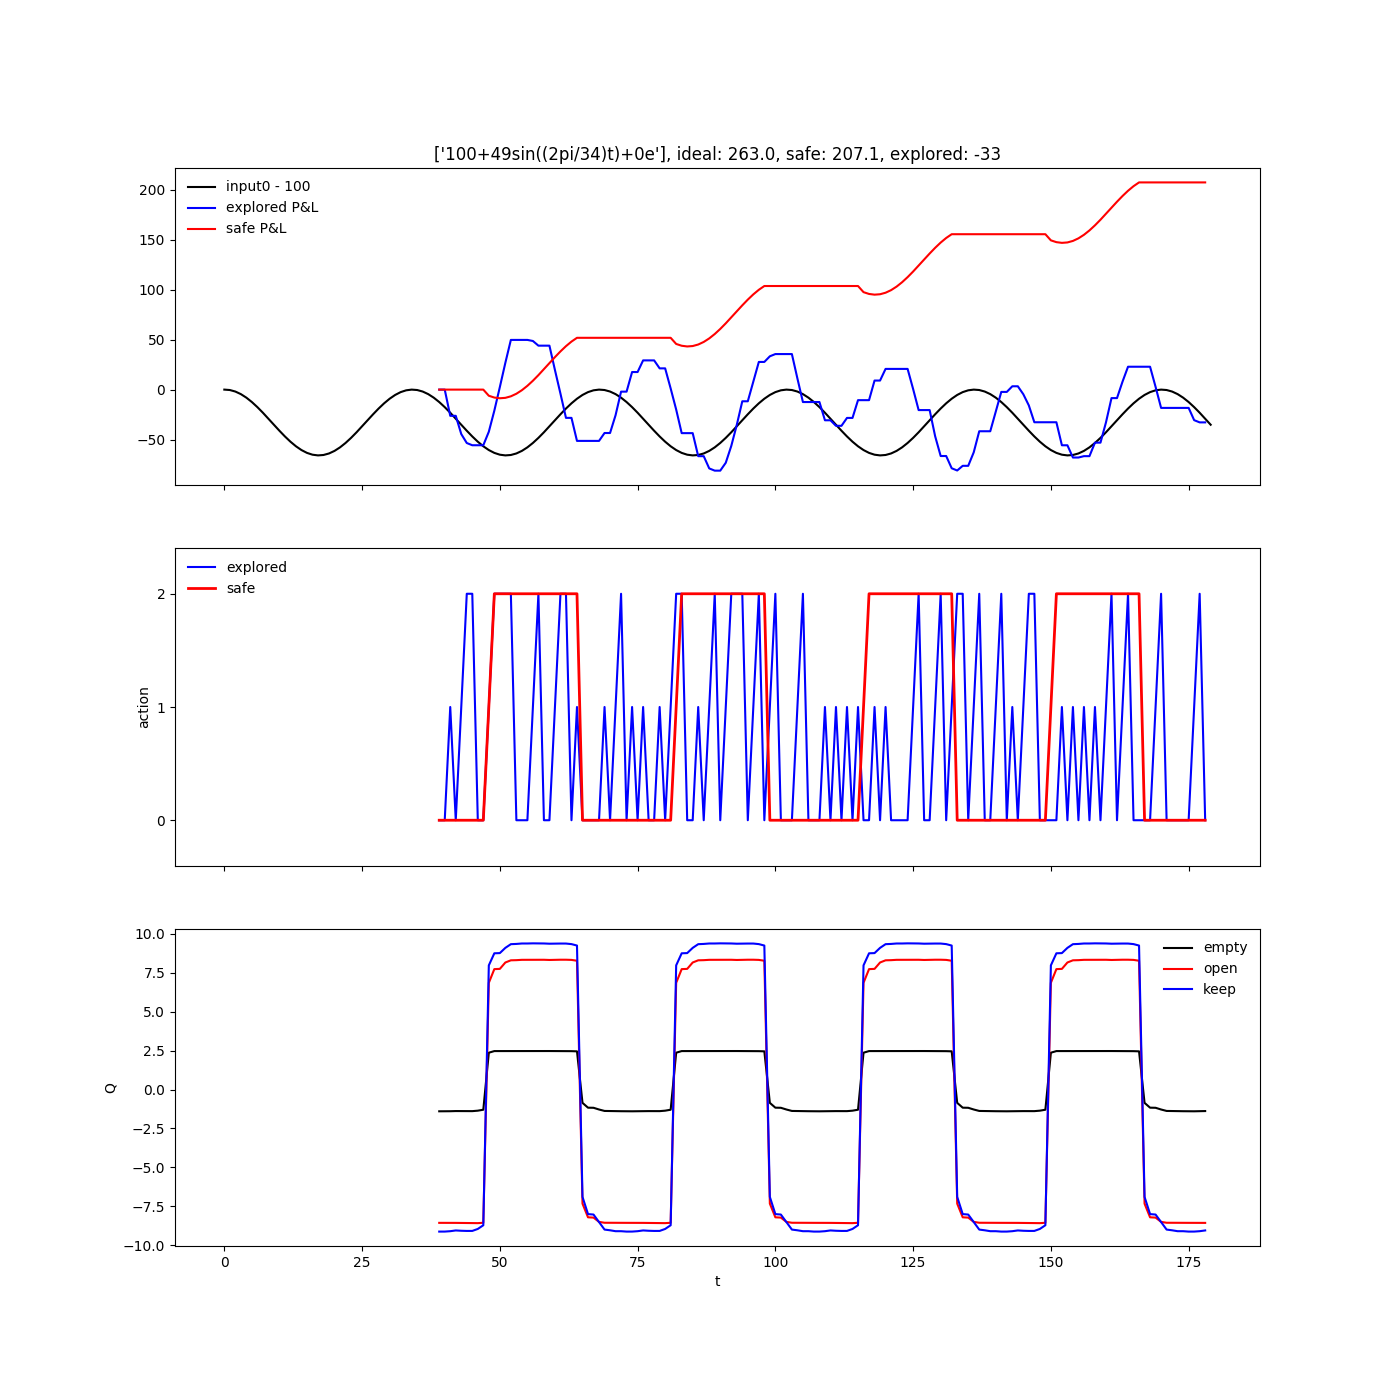 ['100+49sin((2pi/34)t)+0e'], ideal: 263.0, safe: 207.1, explored: -33
input0 - 100
explored P&L
safe P&L
200
150
100
50
0
−50
explored
safe
2
1
0
action
empty
open
keep
10.0
7.5
5.0
2.5
0.0
−2.5
−5.0
−7.5
−10.0
Q
0 25 50 75 100 125 150 175
t